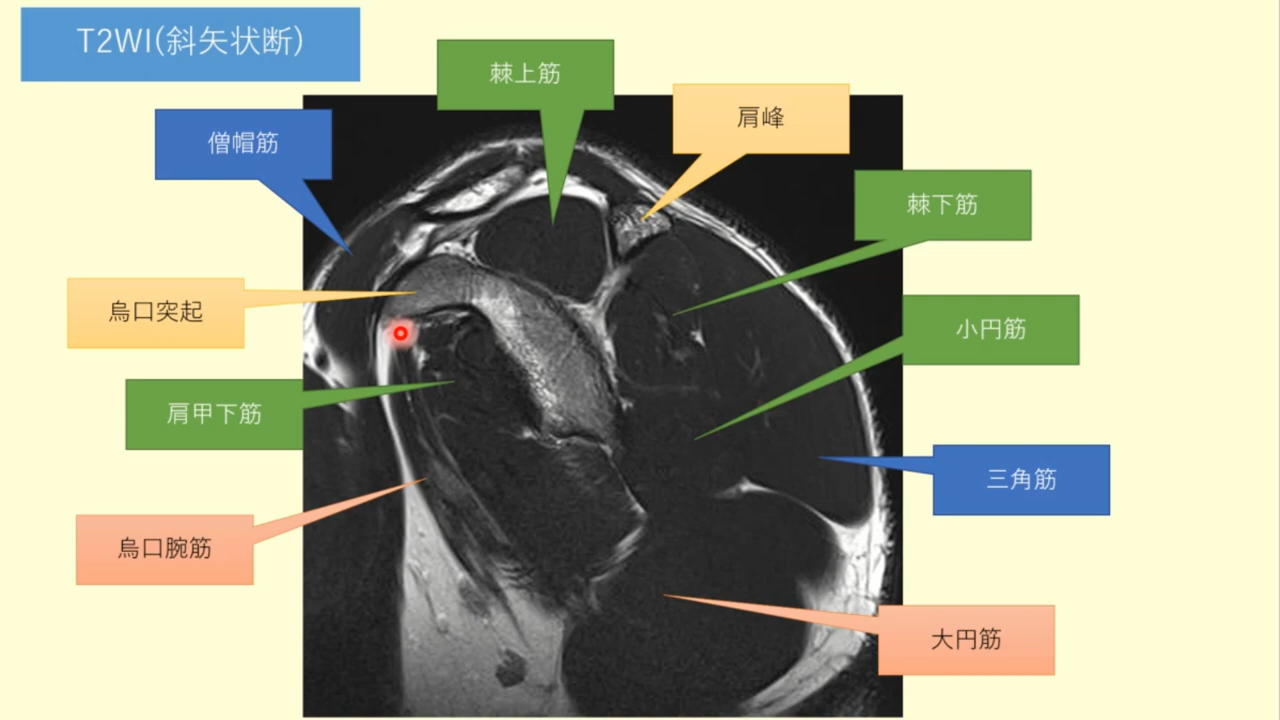 T2WI(斜矢状断)
棘上筋
肩峰
僧帽筋
棘下筋
烏口突起
小円筋
肩甲下筋
三角筋
烏口腕筋
大円筋